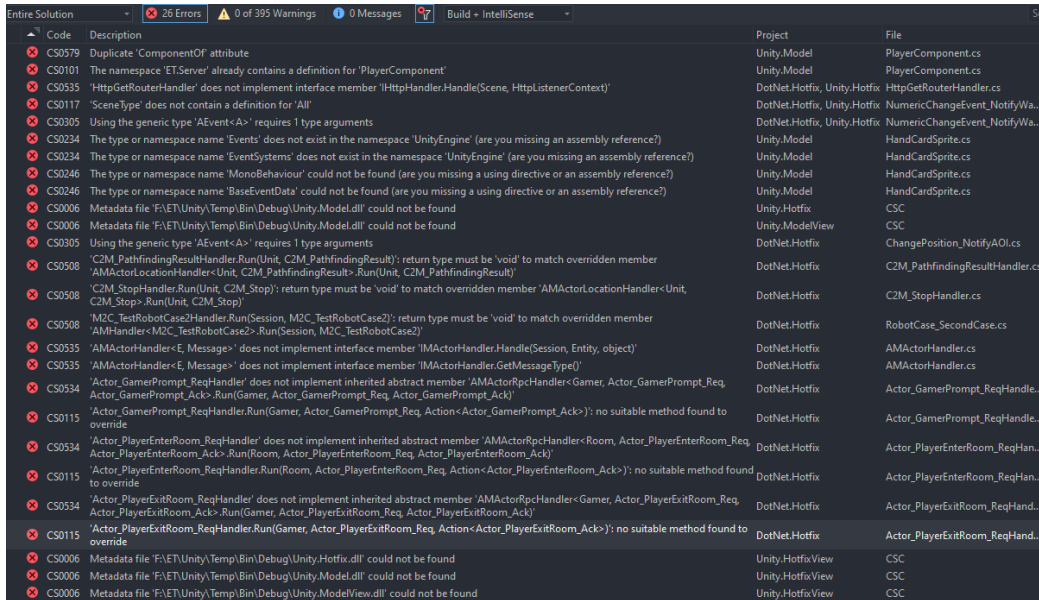 Entire Solution 26 Errors 0 of 395 Warnings 0 Messages Build + IntelliSense
Code Description Project File
CS0579 Duplicate 'ComponentOf' attribute Unity.Model PlayerComponent.cs
CS0101 The namespace 'ET.Server' already contains a definition for 'PlayerComponent' Unity.Model PlayerComponent.cs
CS0535 'HttpGetRouterHandler' does not implement interface member 'IHttpHandler.Handle(Scene, HttpListenerContext)' DotNet.Hotfix, Unity.Hotfix HttpGetRouterHandler.cs
CS0117 'SceneType' does not contain a definition for 'All' DotNet.Hotfix, Unity.Hotfix NumericChangeEvent_NotifyWa...
CS0305 Using the generic type 'AEvent<A>' requires 1 type arguments DotNet.Hotfix, Unity.Hotfix NumericChangeEvent_NotifyWa...
CS0234 The type or namespace name 'Events' does not exist in the namespace 'UnityEngine' (are you missing an assembly reference?) Unity.Model HandCardSprite.cs
CS0234 The type or namespace name 'EventSystems' does not exist in the namespace 'UnityEngine' (are you missing an assembly reference?) Unity.Model HandCardSprite.cs
CS0246 The type or namespace name 'MonoBehaviour' could not be found (are you missing a using directive or an assembly reference?) Unity.Model HandCardSprite.cs
CS0246 The type or namespace name 'BaseEventData' could not be found (are you missing a using directive or an assembly reference?) Unity.Model HandCardSprite.cs
CS0006 Metadata file 'F:\ET\Unity\Temp\Bin\Debug\Unity.Model.dll' could not be found Unity.Hotfix CSC
CS0006 Metadata file 'F:\ET\Unity\Temp\Bin\Debug\Unity.Model.dll' could not be found Unity.ModelView CSC
CS0305 Using the generic type 'AEvent<A>' requires 1 type arguments DotNet.Hotfix ChangePosition_NotifyAOI.cs
'C2M_PathfindingResultHandler.Run(Unit, C2M_PathfindingResult)': return type must be 'void' to match overridden member
CS0508 DotNet.Hotfix C2M_PathfindingResultHandler.cs
'AMActorLocationHandler<Unit, C2M_PathfindingResult>.Run(Unit, C2M_PathfindingResult)'
'C2M_StopHandler.Run(Unit, C2M_Stop)': return type must be 'void' to match overridden member 'AMActorLocationHandler<Unit,
CS0508 DotNet.Hotfix C2M_StopHandler.cs
C2M_Stop>.Run(Unit, C2M_Stop)'
'M2C_TestRobotCase2Handler.Run(Session, M2C_TestRobotCase2)': return type must be 'void' to match overridden member
CS0508 DotNet.Hotfix RobotCase_SecondCase.cs
'AMHandler<M2C_TestRobotCase2>.Run(Session, M2C_TestRobotCase2)'
CS0535 'AMActorHandler<E, Message>' does not implement interface member 'IMActorHandler.Handle(Session, Entity, object)' DotNet.Hotfix AMActorHandler.cs
CS0535 'AMActorHandler<E, Message>' does not implement interface member 'IMActorHandler.GetMessageType()' DotNet.Hotfix AMActorHandler.cs
'Actor_GamerPrompt_ReqHandler' does not implement inherited abstract member 'AMActorRpcHandler<Gamer, Actor_GamerPrompt_Req,
CS0534 DotNet.Hotfix Actor_GamerPrompt_ReqHandle...
Actor_GamerPrompt_Ack>.Run(Gamer, Actor_GamerPrompt_Req, Actor_GamerPrompt_Ack)'
'Actor_GamerPrompt_ReqHandler.Run(Gamer, Actor_GamerPrompt_Req, Action<Actor_GamerPrompt_Ack>)': no suitable method found to
CS0115 DotNet.Hotfix Actor_GamerPrompt_ReqHandle...
override
'Actor_PlayerEnterRoom_ReqHandler' does not implement inherited abstract member 'AMActorRpcHandler<Room, Actor_PlayerEnterRoom_Req,
CS0534 DotNet.Hotfix Actor_PlayerEnterRoom_ReqHan...
Actor_PlayerEnterRoom_Ack>.Run(Room, Actor_PlayerEnterRoom_Req, Actor_PlayerEnterRoom_Ack)'
'Actor_PlayerEnterRoom_ReqHandler.Run(Room, Actor_PlayerEnterRoom_Req, Action<Actor_PlayerEnterRoom_Ack>)': no suitable method found
CS0115 DotNet.Hotfix Actor_PlayerEnterRoom_ReqHan...
to override
'Actor_PlayerExitRoom_ReqHandler' does not implement inherited abstract member 'AMActorRpcHandler<Gamer, Actor_PlayerExitRoom_Req,
CS0534 DotNet.Hotfix Actor_PlayerExitRoom_ReqHand...
Actor_PlayerExitRoom_Ack>.Run(Gamer, Actor_PlayerExitRoom_Req, Actor_PlayerExitRoom_Ack)'
'Actor_PlayerExitRoom_ReqHandler.Run(Gamer, Actor_PlayerExitRoom_Req, Action<Actor_PlayerExitRoom_Ack>)': no suitable method found to
CS0115 DotNet.Hotfix Actor_PlayerExitRoom_ReqHand...
override
CS0006 Metadata file 'F:\ET\Unity\Temp\Bin\Debug\Unity.Hotfix.dll' could not be found Unity.HotfixView CSC
CS0006 Metadata file 'F:\ET\Unity\Temp\Bin\Debug\Unity.Model.dll' could not be found Unity.HotfixView CSC
CS0006 Metadata file 'F:\ET\Unity\Temp\Bin\Debug\Unity.ModelView.dll' could not be found Unity.HotfixView CSC